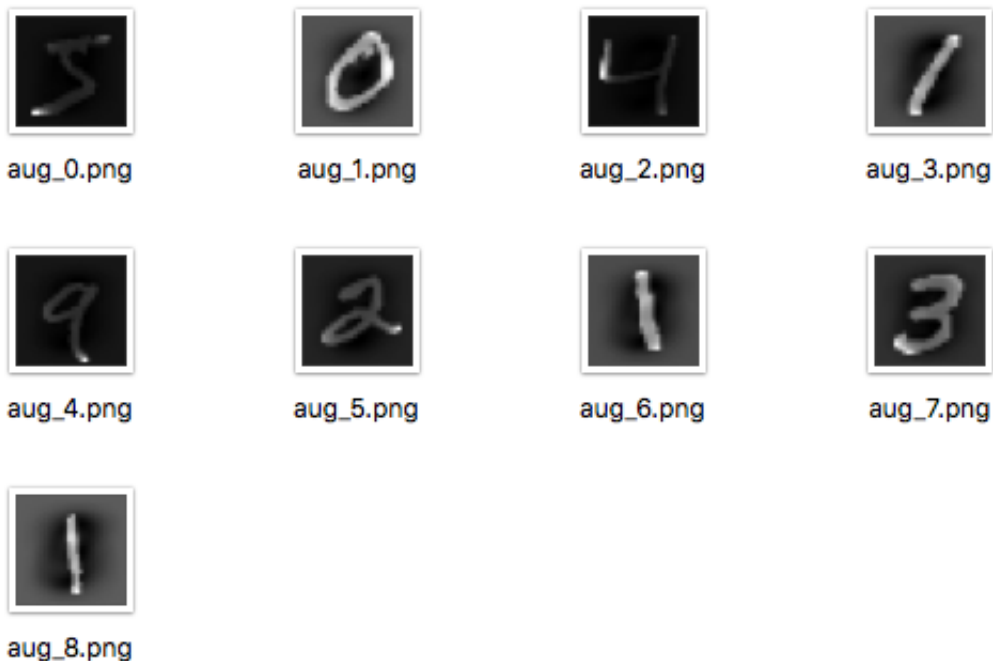 5 0 4 1
aug_0.png aug_1.png aug_2.png aug_3.png
9 2 1 3
aug_4.png aug_5.png aug_6.png aug_7.png
1
aug_8.png